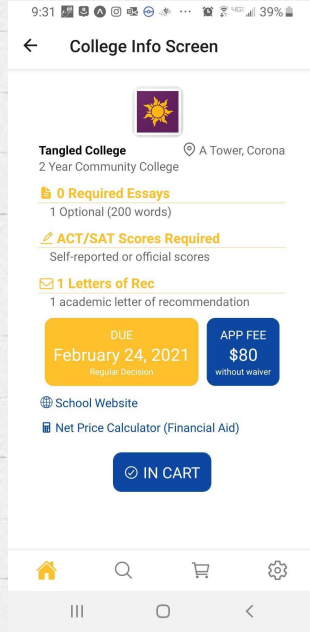 9:31
39%
College Info Screen
Tangled College
A Tower, Corona
2 Year Community College
0 Required Essays
1 Optional (200 words)
ACT/SAT Scores Required
Self-reported or official scores
1 Letters of Rec
1 academic letter of recommendation
DUE
February 24, 2021
Regular Decision
APP FEE
$80
without waiver
School Website
Net Price Calculator (Financial Aid)
IN CART